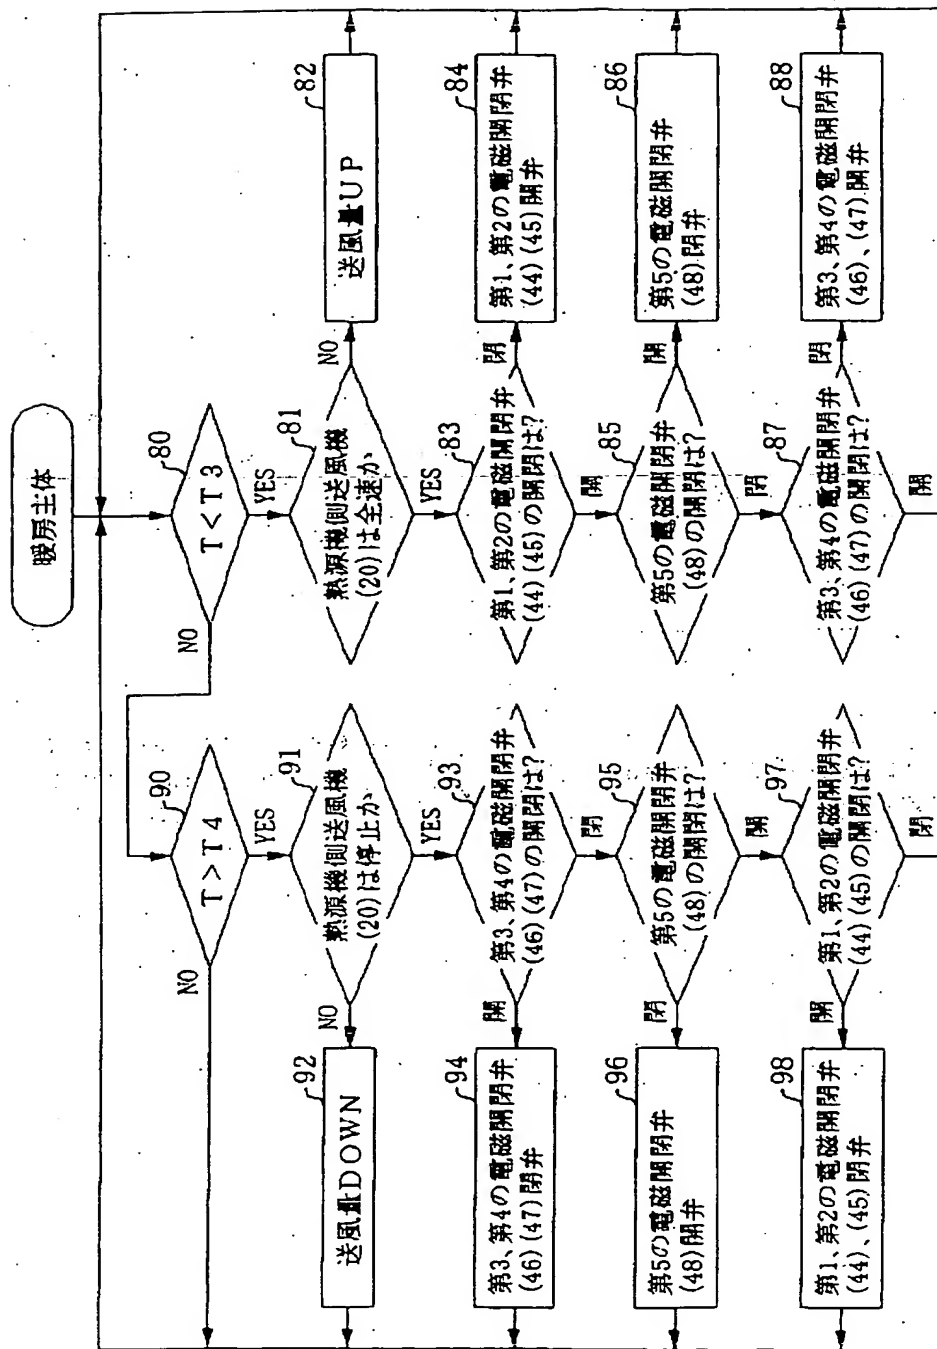 暖房主体
80
T<T3
NO
YES
81
熱源機側送風機
(20)は全速か
NO
82
送風量UP
YES
83
第1、第2の電磁開閉弁
(44)(45)の開閉は?
閉
84
第1、第2の電磁開閉弁
(44)(45)開弁
開
85
第5の電磁開閉弁
(48)の開閉は?
開
86
第5の電磁開閉弁
(48)閉弁
閉
87
第3、第4の電磁開閉弁
(46)(47)の開閉は?
閉
88
第3、第4の電磁開閉弁
(46)、(47)開弁
開
90
T>T4
NO
YES
91
熱源機側送風機
(20)は停止か
NO
92
送風量DOWN
YES
93
第3、第4の電磁開閉弁
(46)(47)の開閉は?
開
94
第3、第4の電磁開閉弁
(46)(47)閉弁
閉
95
第5の電磁開閉弁
(48)の開閉は?
閉
96
第5の電磁開閉弁
(48)開弁
開
97
第1、第2の電磁開閉弁
(44)(45)の開閉は?
開
98
第1、第2の電磁開閉弁
(44)、(45)閉弁
閉